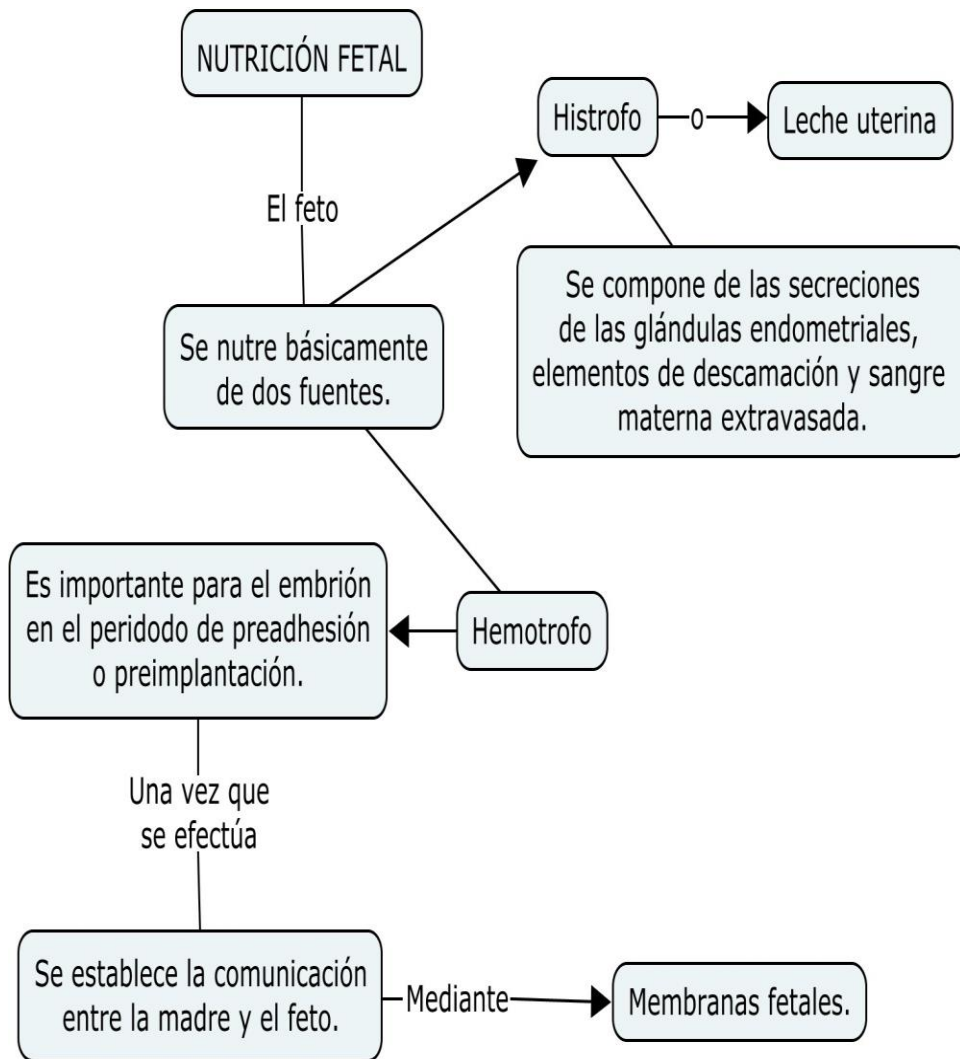 NUTRICIÓN FETAL
El feto
Se nutre básicamente
de dos fuentes.
Histrofo
o
Leche uterina
Se compone de las secreciones
de las glándulas endometriales,
elementos de descamación y sangre
materna extravasada.
Hemotrofo
Es importante para el embrión
en el peridodo de preadhesión
o preimplantación.
Una vez que
se efectúa
Se establece la comunicación
entre la madre y el feto.
Mediante
Membranas fetales.